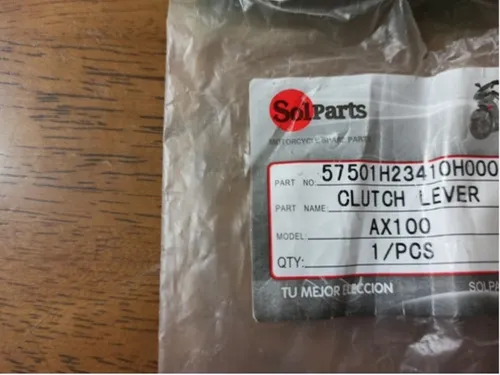 SolParts
MOTORCYCLE SPARE PARTS
PART NO: 57501H23410H000
PART NAME: CLUTCH LEVER
MODEL: AX100
QTY: 1/PCS
TU MEJOR ELECCION SOLPA